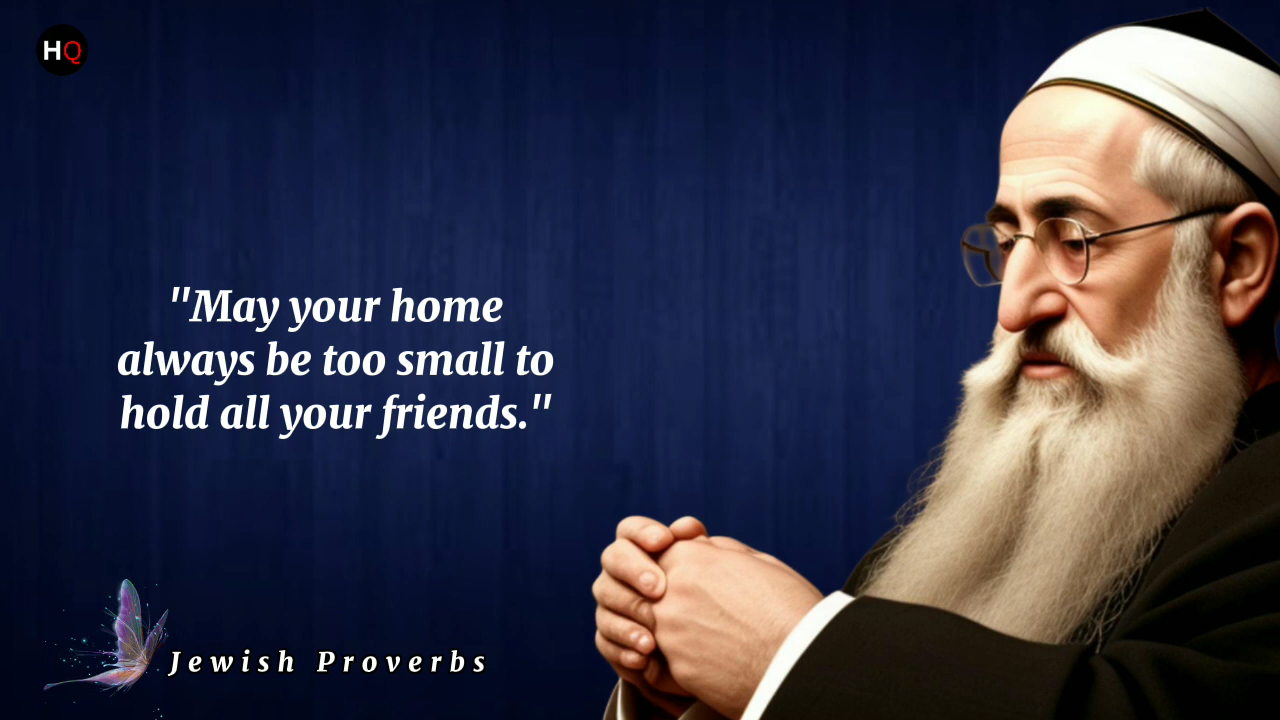 HQ
"May your home
always be too small to
hold all your friends."
Jewish Proverbs